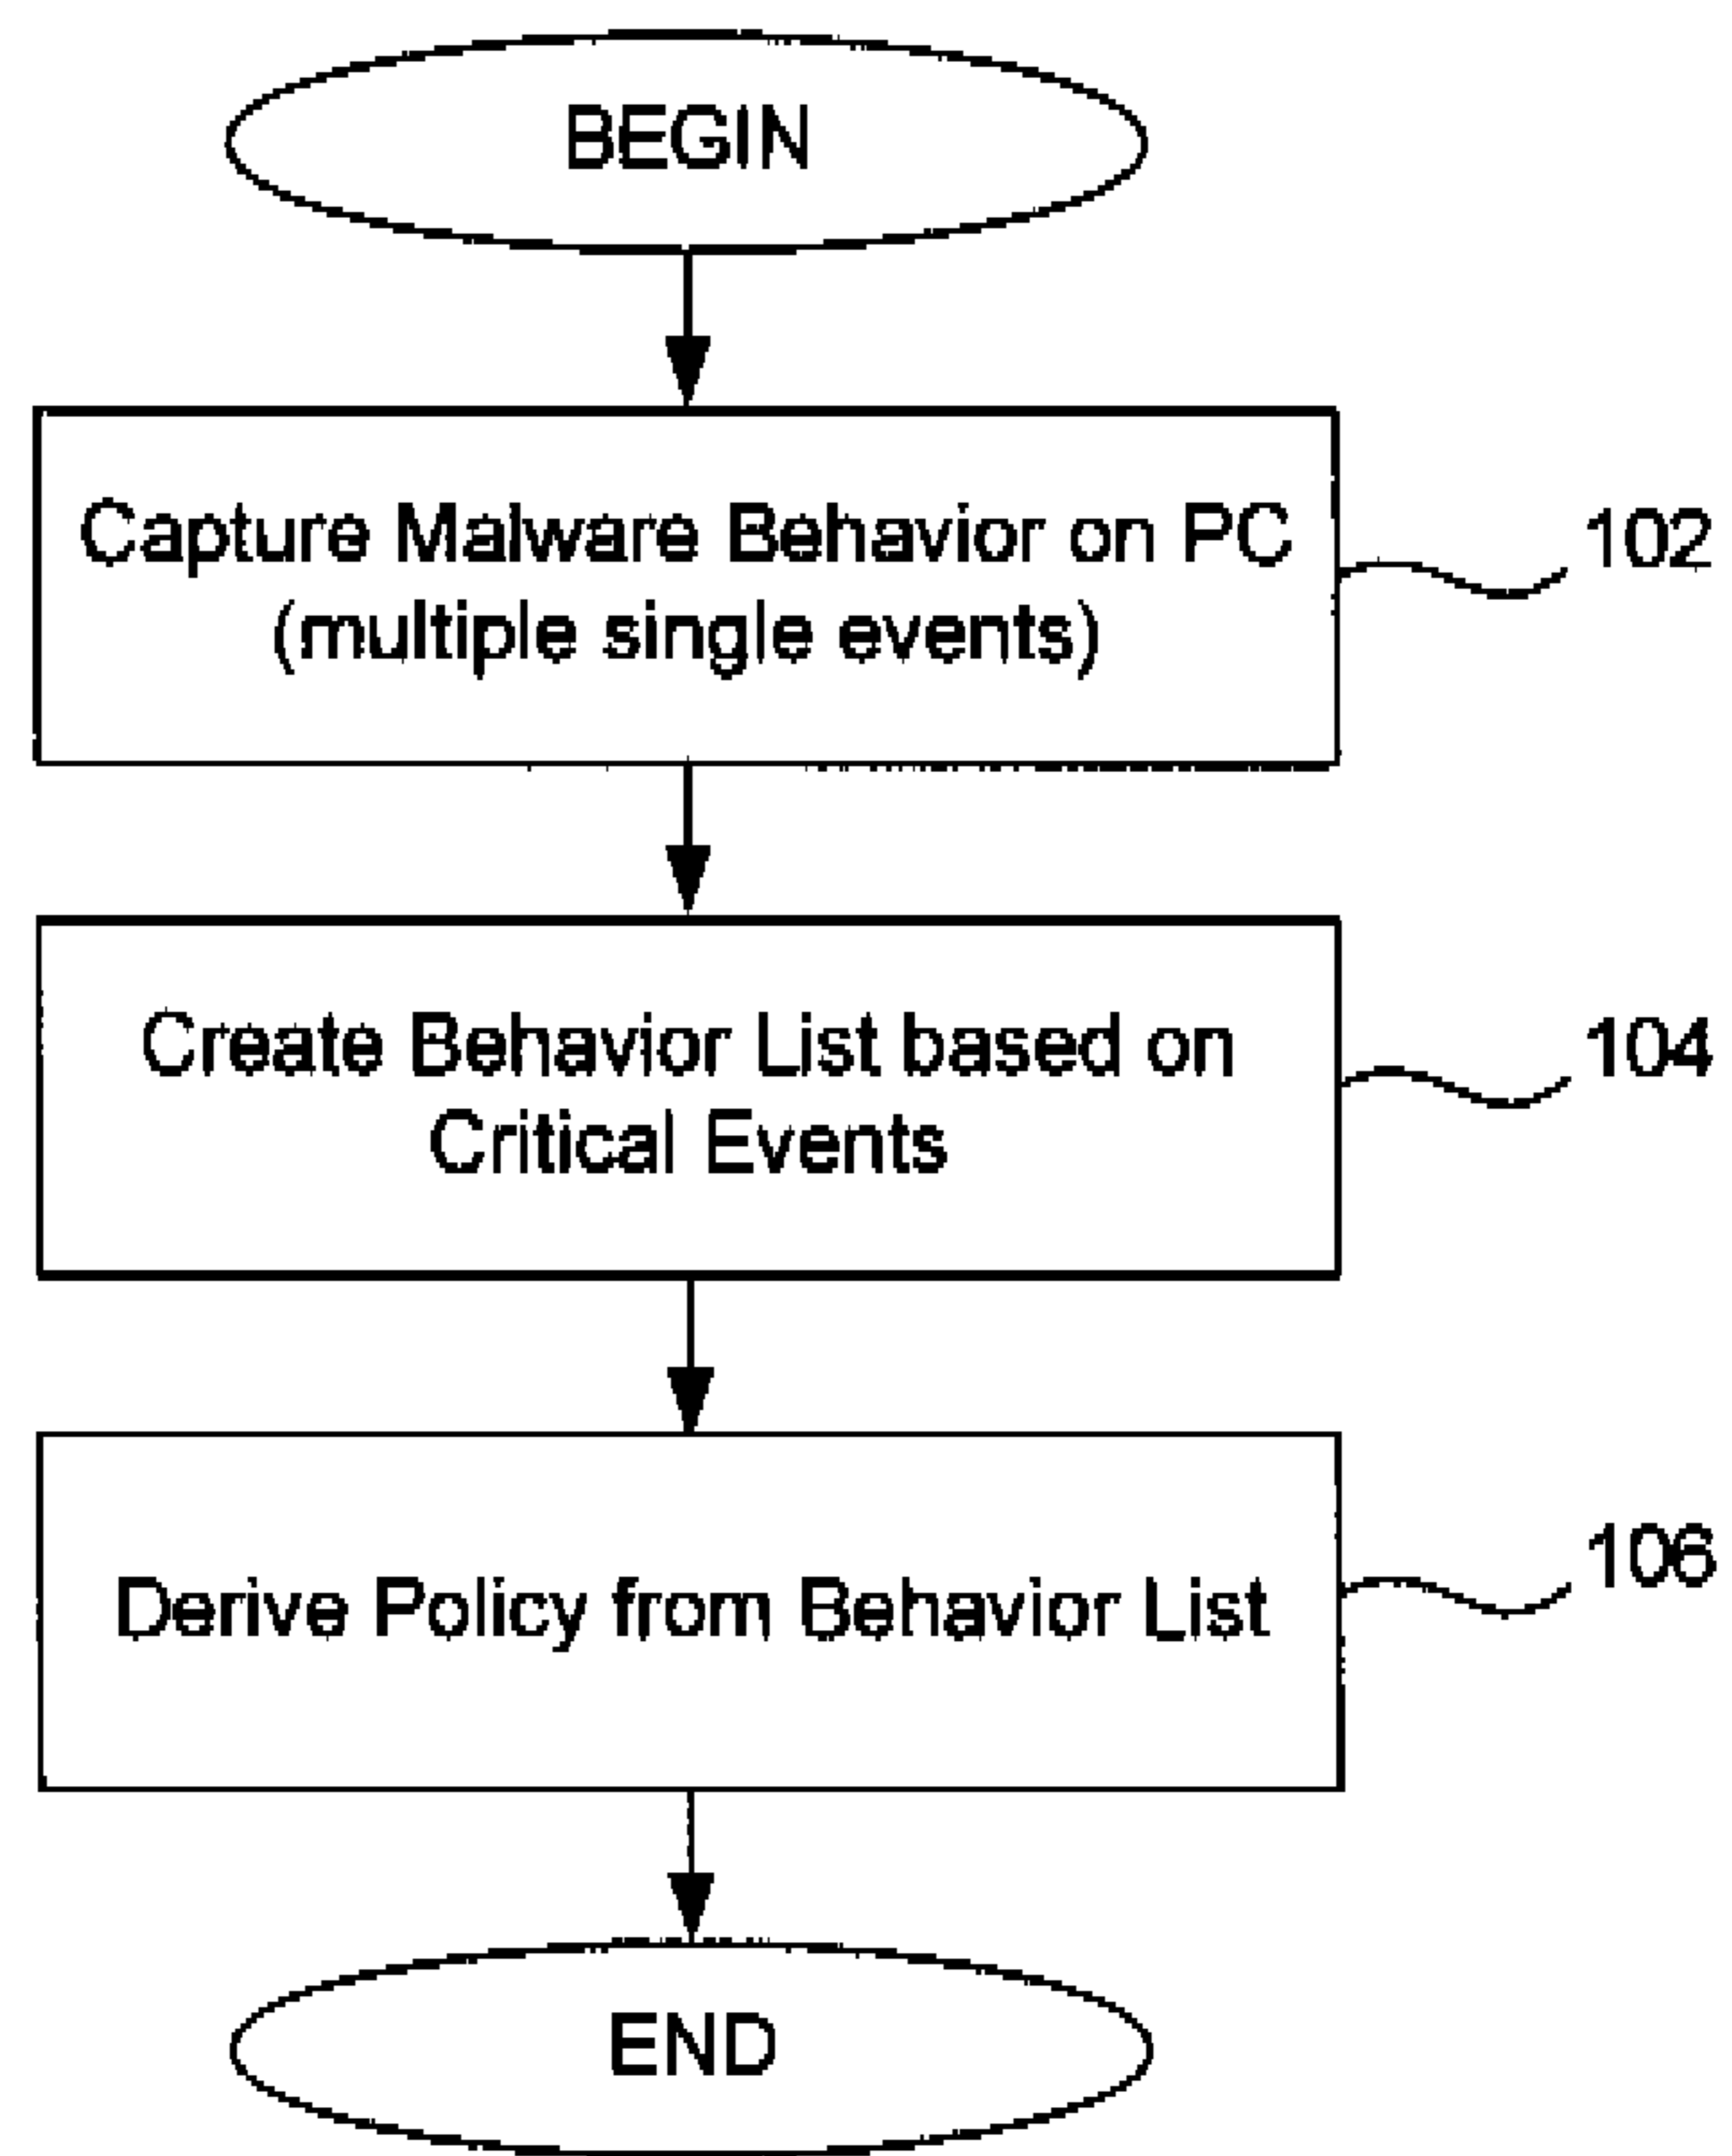 BEGIN
Capture Malware Behavior on PC
(multiple single events)
102
Create Behavior List based on
Critical Events
104
Derive Policy from Behavior List
106
END